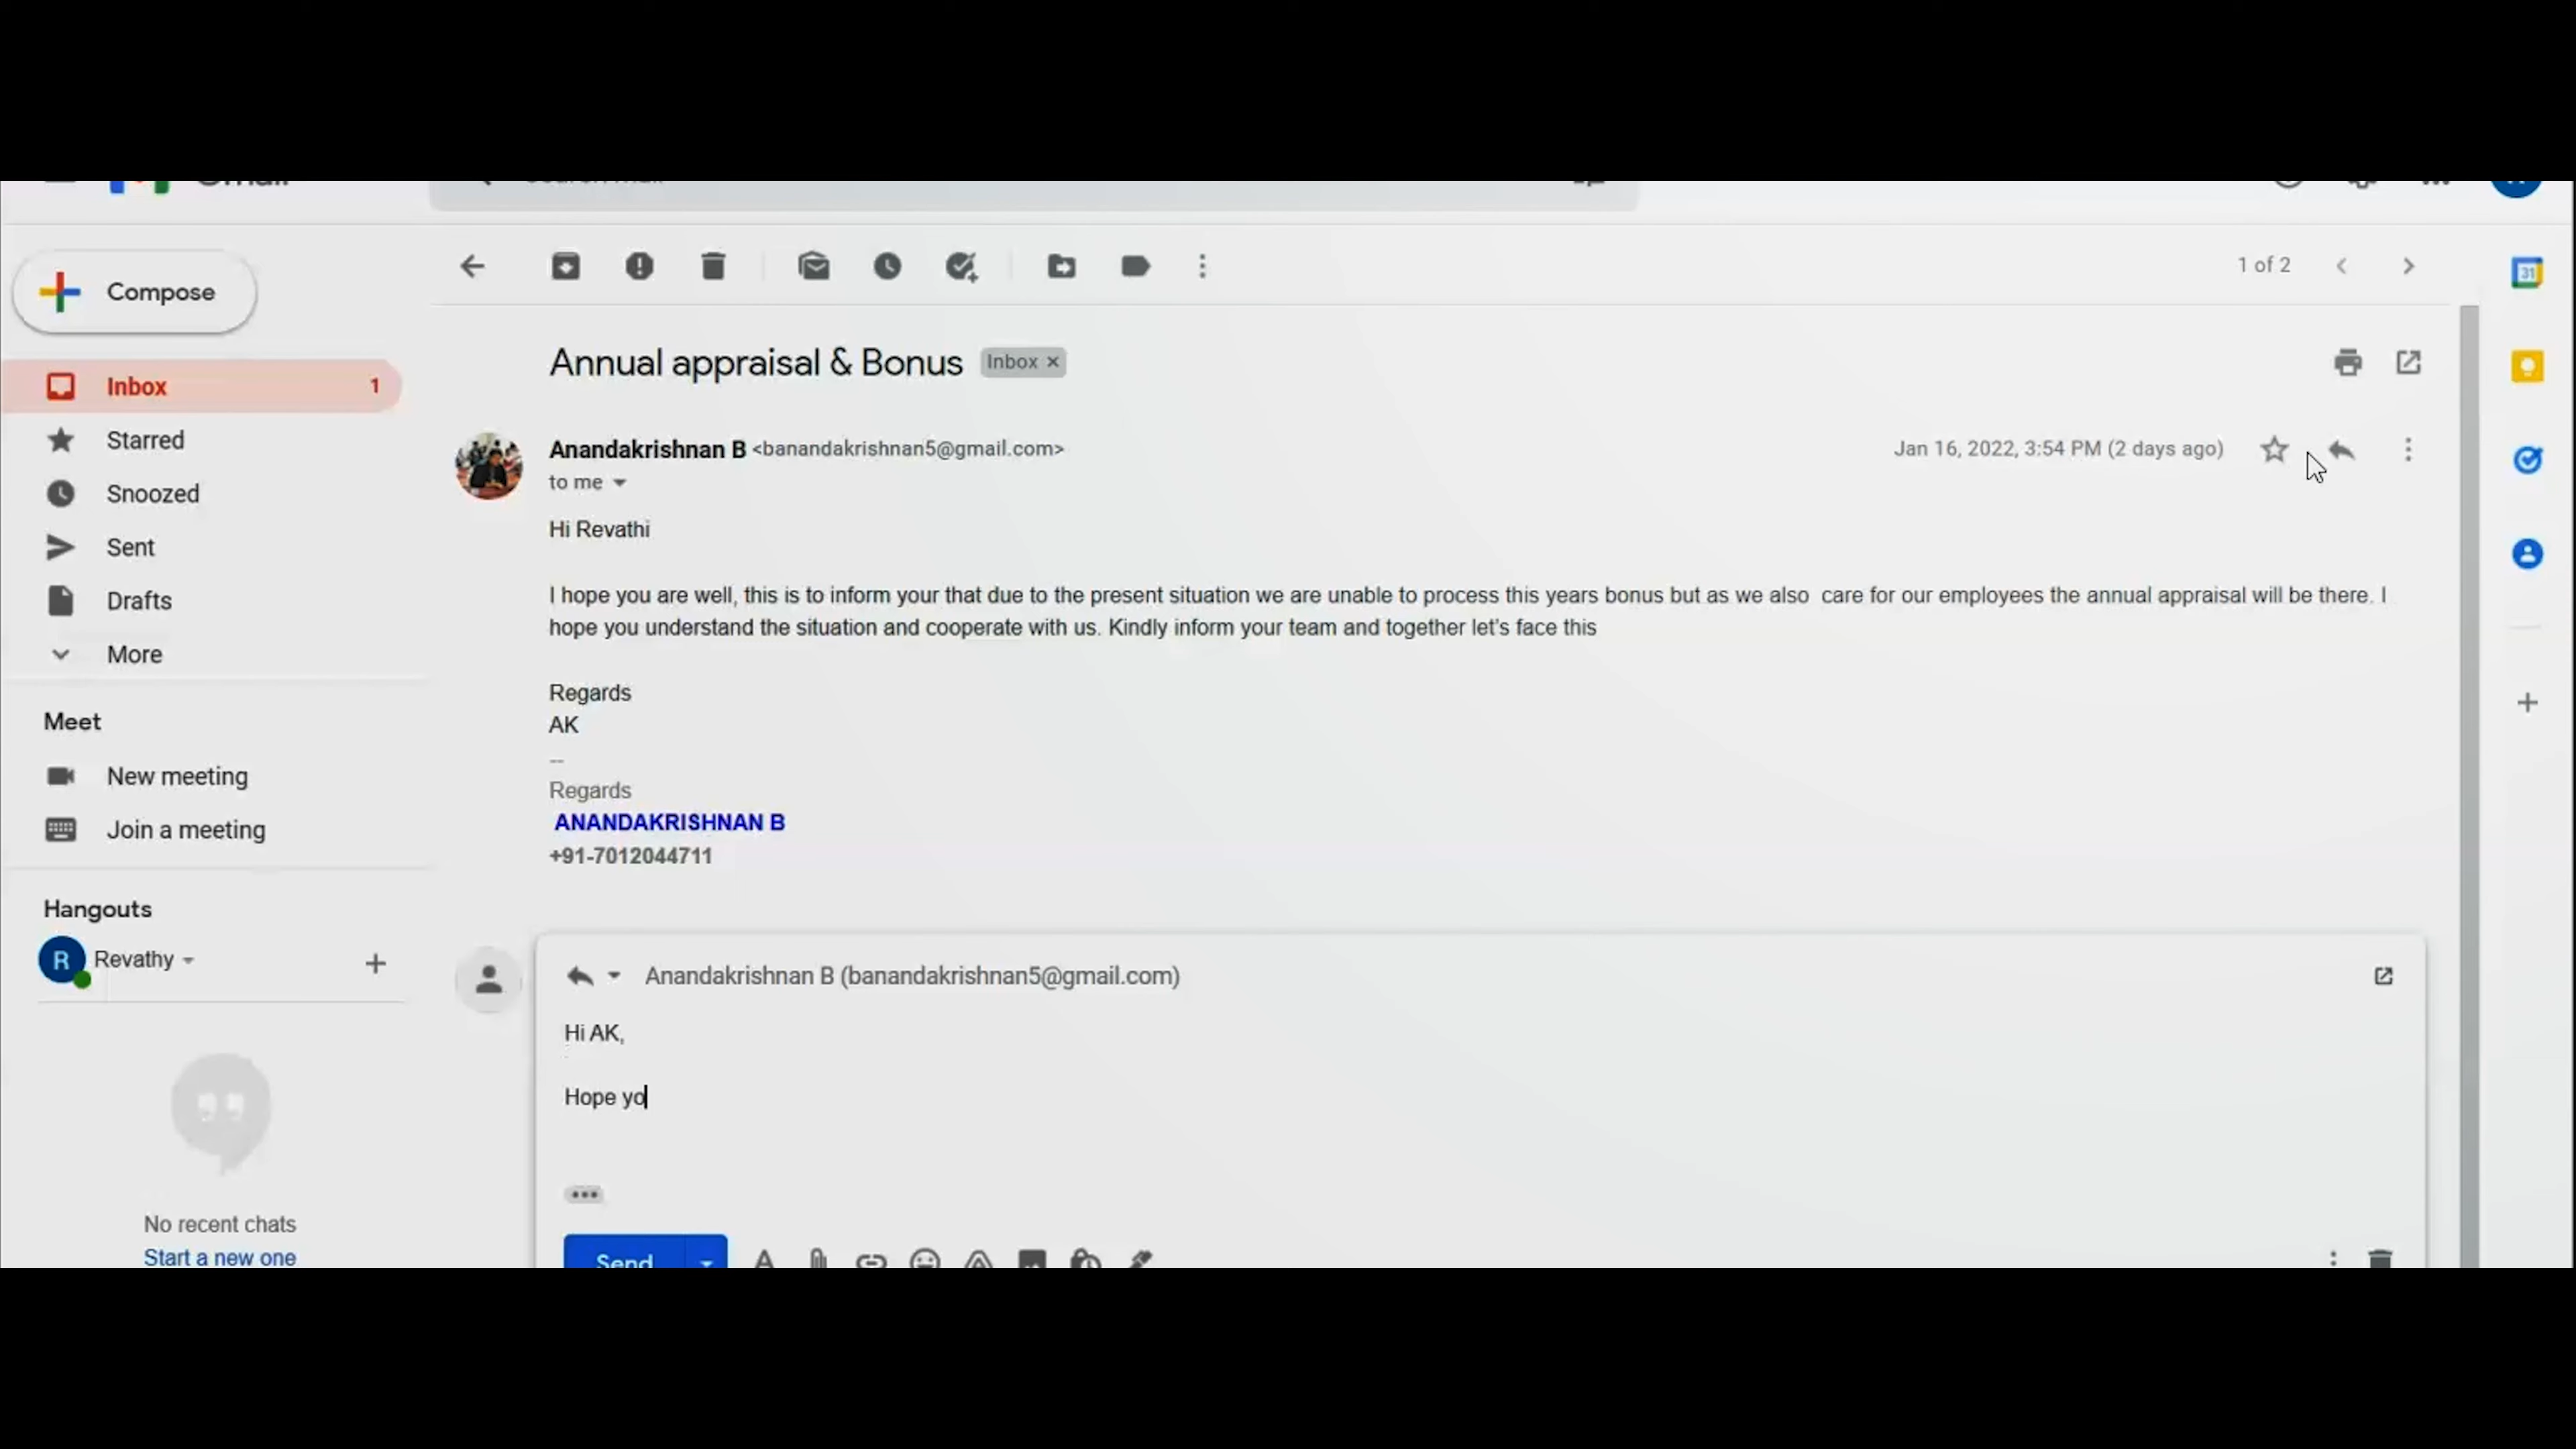 Compose
1 of 2
Inbox 1
Starred
Snoozed
Sent
Drafts
More
Meet
New meeting
Join a meeting
Hangouts
R Revathy
No recent chats
Start a new one
Annual appraisal & Bonus Inbox ×
Anandakrishnan B <banandakrishnan5@gmail.com>
Jan 16, 2022, 3:54 PM (2 days ago)
to me
Hi Revathi
I hope you are well, this is to inform your that due to the present situation we are unable to process this years bonus but as we also care for our employees the annual appraisal will be there. I
hope you understand the situation and cooperate with us. Kindly inform your team and together let's face this
Regards
AK
--
Regards
ANANDAKRISHNAN B
+91-7012044711
Anandakrishnan B (banandakrishnan5@gmail.com)
Hi AK,
Hope yo
Send
31